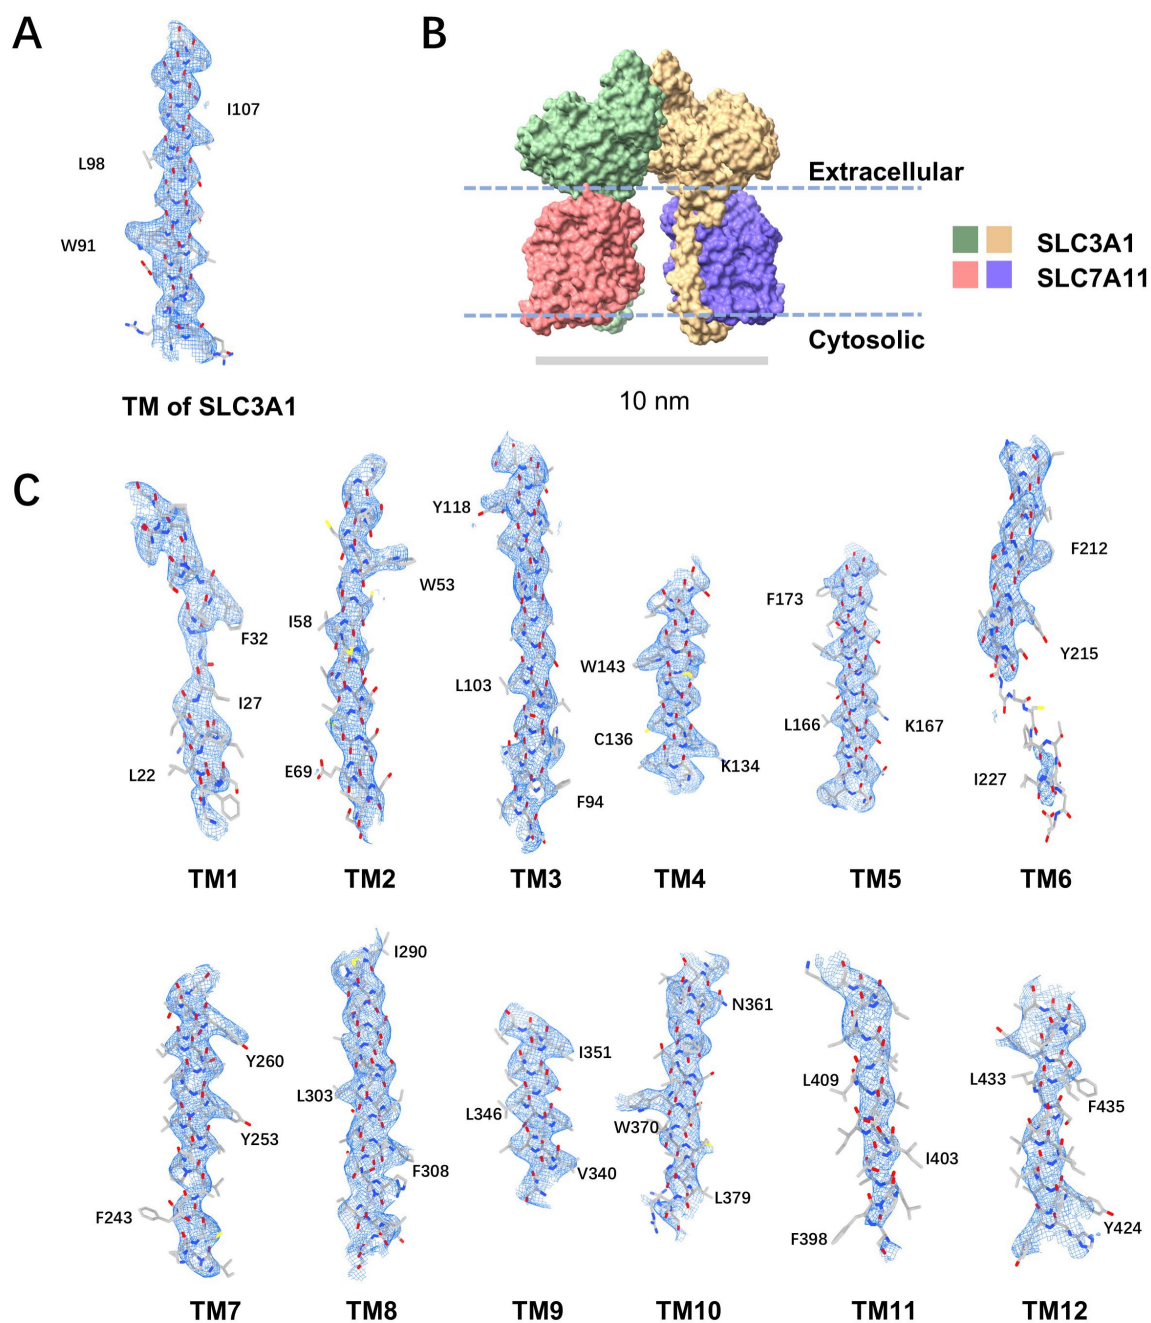 A
B
I107
L98
W91
TM of SLC3A1
Extracellular
SLC3A1
SLC7A11
Cytosolic
10 nm
C
F32
I27
L22
TM1
W53
I58
E69
TM2
Y118
L103
F94
TM3
W143
C136
K134
TM4
F173
L166
K167
TM5
F212
Y215
I227
TM6
Y260
Y253
F243
TM7
I290
L303
F308
TM8
I351
L346
V340
TM9
N361
W370
L379
TM10
L409
I403
F398
TM11
L433
F435
Y424
TM12